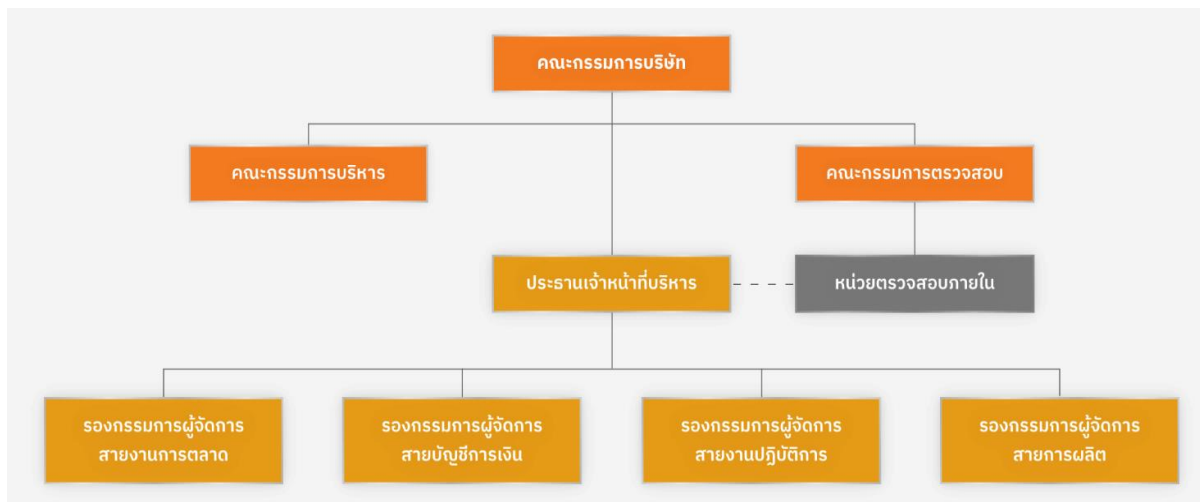 คณะกรรมการบริษัท
คณะกรรมการบริหาร
คณะกรรมการตรวจสอบ
ประธานเจ้าหน้าที่บริหาร
หน่วยตรวจสอบภายใน
รองกรรมการผู้จัดการ
สายงานการตลาด
รองกรรมการผู้จัดการ
สายบัญชีการเงิน
รองกรรมการผู้จัดการ
สายงานปฏิบัติการ
รองกรรมการผู้จัดการ
สายการผลิต